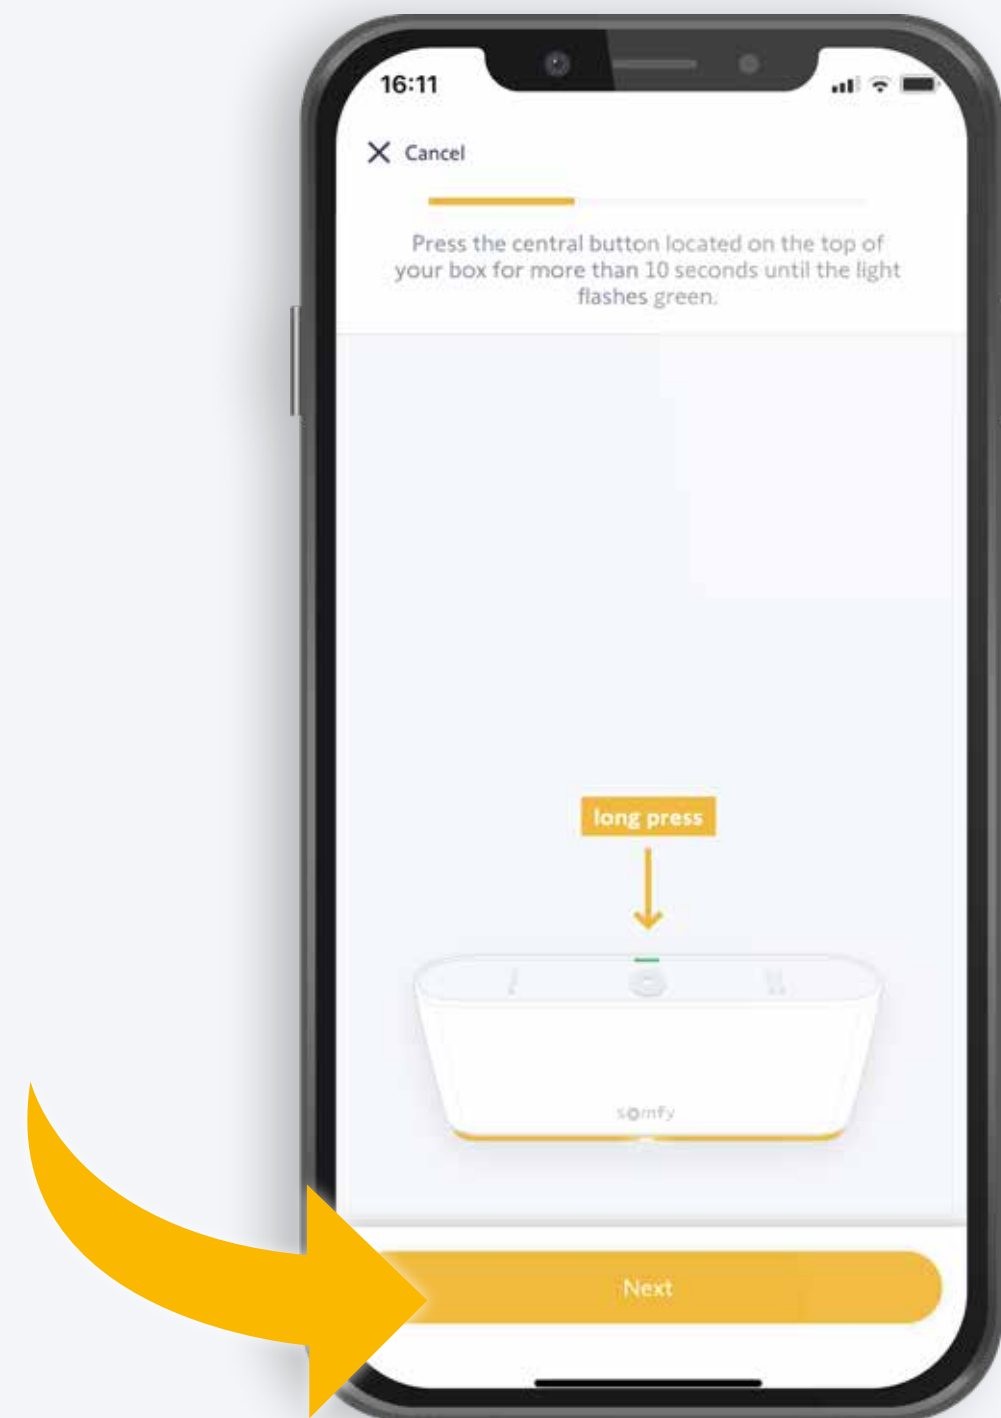 16:11
Cancel
Press the central button located on the top of
your box for more than 10 seconds until the light
flashes green.
long press
somfy
Next